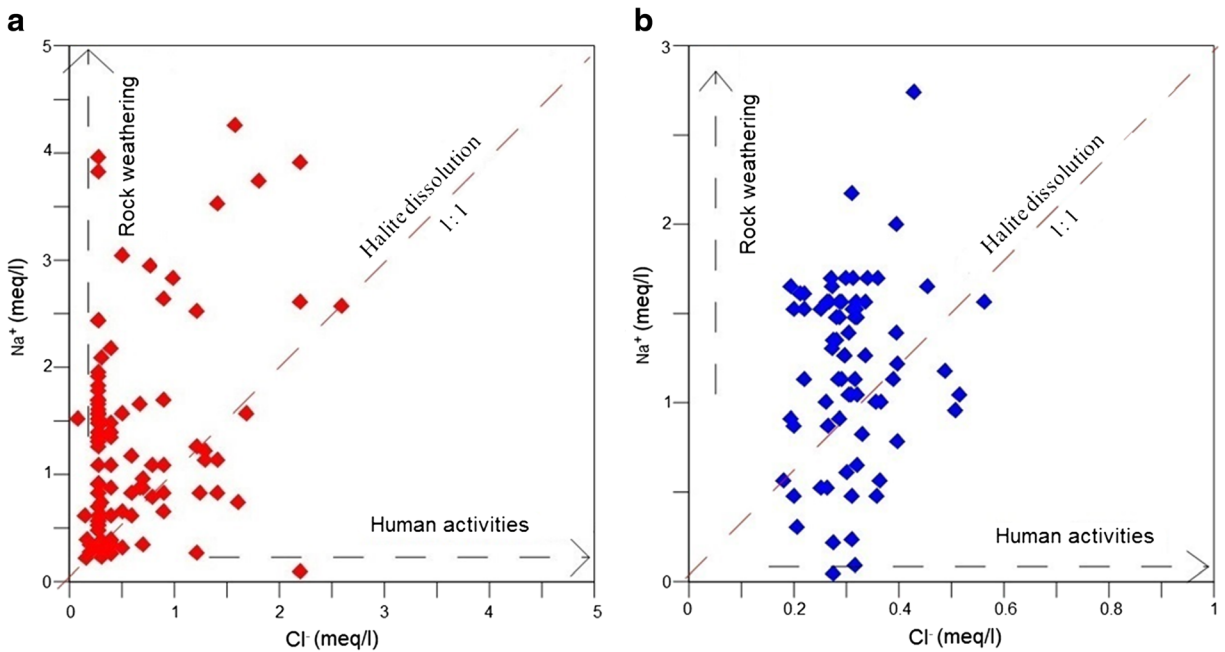 a
5
4
3
2
1
0
Na⁺ (meq/l)
Rock weathering
Halite dissolution
1:1
Human activities
0 1 2 3 4 5
Cl⁻ (meq/l)
b
3
2
1
0
Na⁺ (meq/l)
Rock weathering
Halite dissolution
1:1
Human activities
0 0.2 0.4 0.6 0.8 1
Cl⁻ (meq/l)